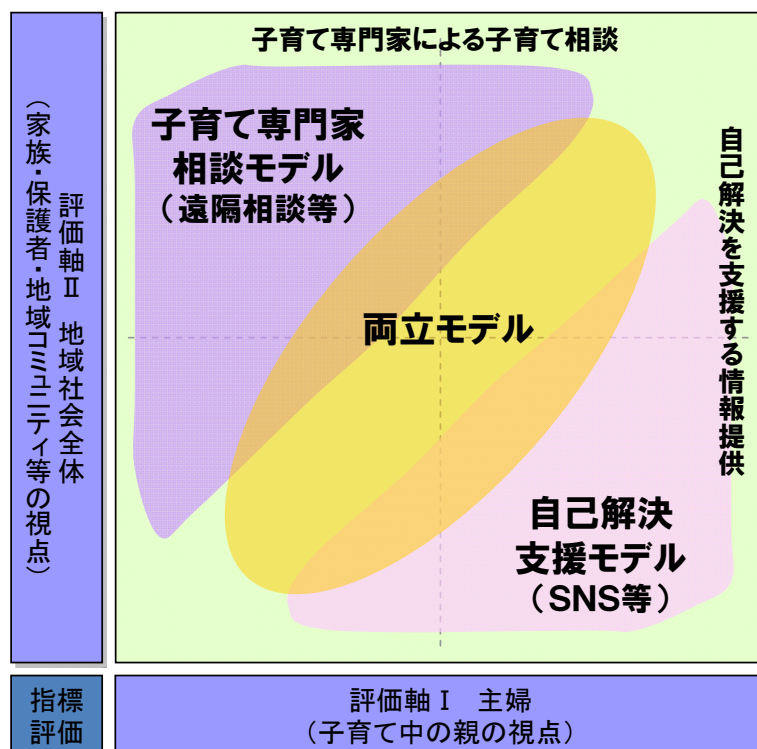 子育て専門家による子育て相談
子育て専門家
相談モデル
（遠隔相談等）
自己解決を支援する情報提供
両立モデル
自己解決
支援モデル
（SNS等）
評価軸Ⅱ　地域社会全体
（家族・保護者・地域コミュニティ等の視点）
指標
評価
評価軸Ⅰ　主婦
（子育て中の親の視点）